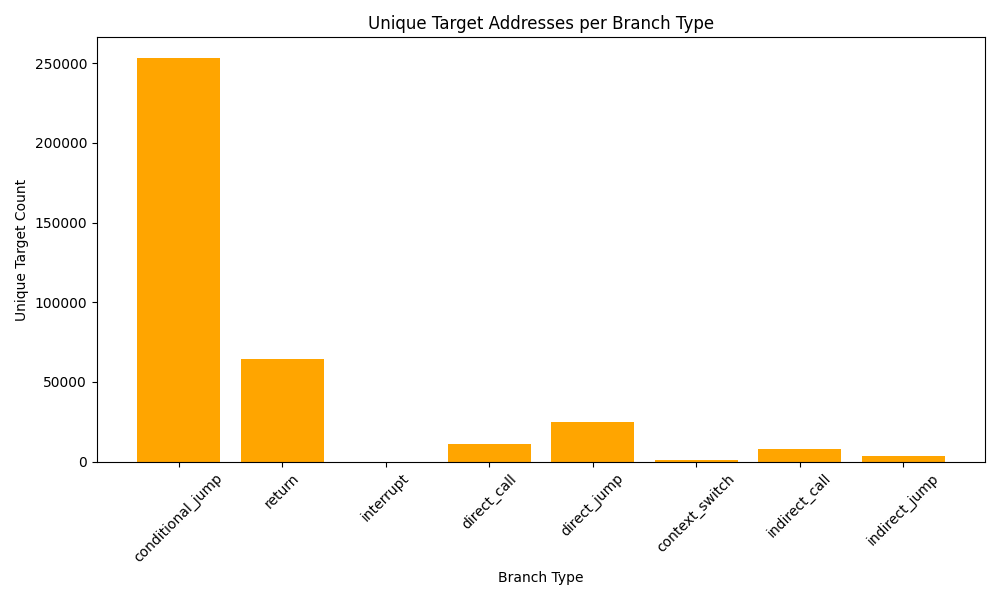 Unique Target Addresses per Branch Type
Unique Target Count
250000
200000
150000
100000
50000
0
conditional_jump
return
interrupt
direct_call
direct_jump
context_switch
indirect_call
indirect_jump
Branch Type